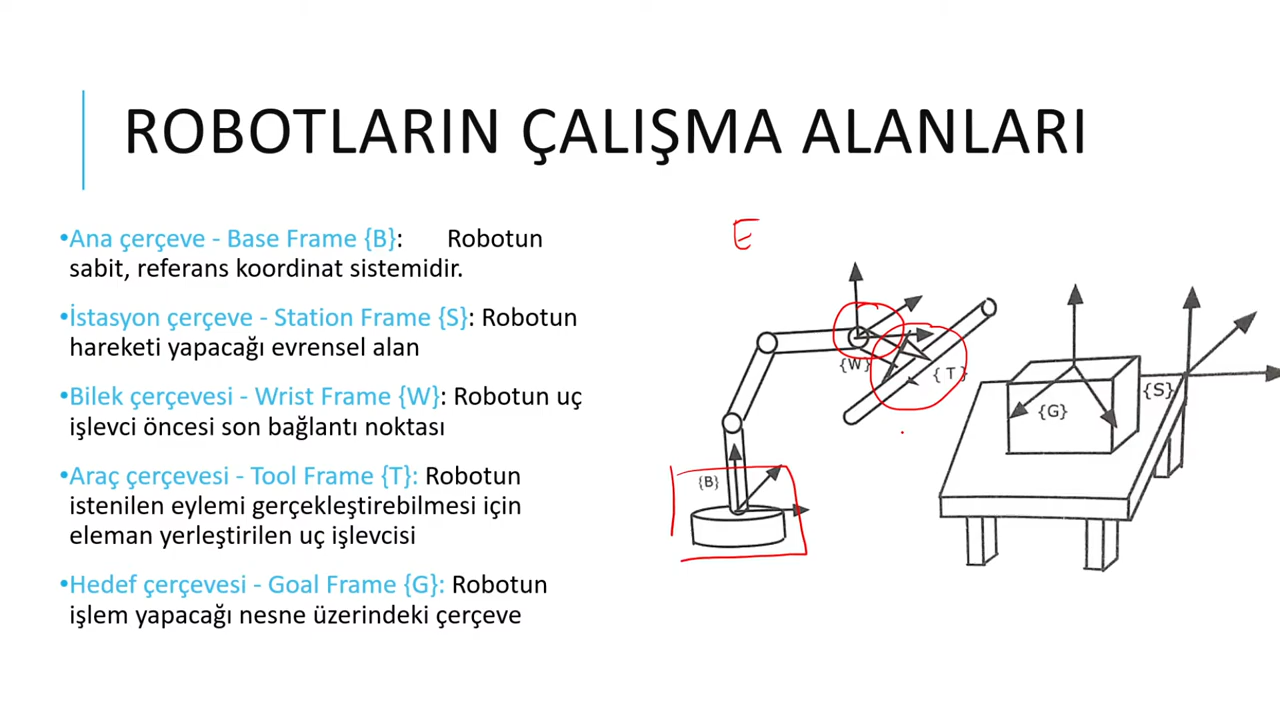 ROBOTLARIN ÇALIŞMA ALANLARI
•Ana çerçeve - Base Frame {B}: Robotun
sabit, referans koordinat sistemidir.
•İstasyon çerçeve - Station Frame {S}: Robotun
hareketi yapacağı evrensel alan
•Bilek çerçevesi - Wrist Frame {W}: Robotun uç
işlevci öncesi son bağlantı noktası
•Araç çerçevesi - Tool Frame {T}: Robotun
istenilen eylemi gerçekleştirebilmesi için
eleman yerleştirilen uç işlevcisi
•Hedef çerçevesi - Goal Frame {G}: Robotun
işlem yapacağı nesne üzerindeki çerçeve
E
{W}
{T}
{S}
{G}
{B}